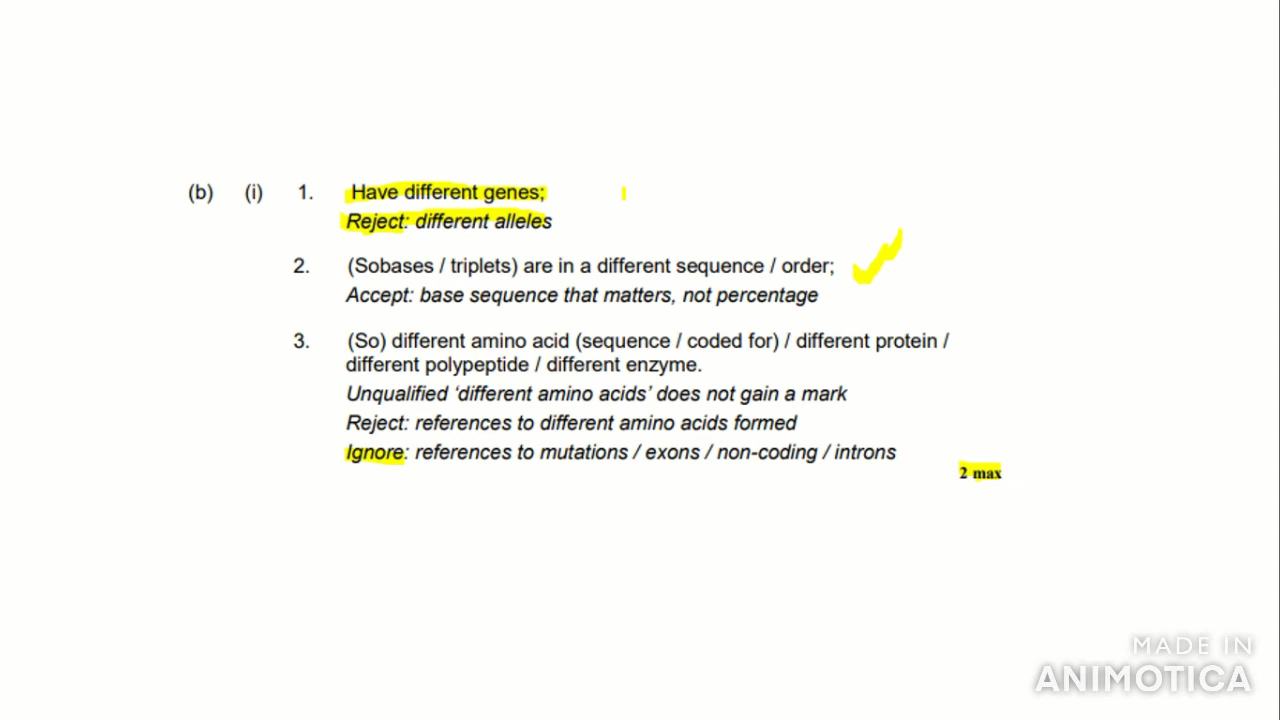 (b) (i) 1. Have different genes;
Reject: different alleles
2. (Sobases / triplets) are in a different sequence / order;
Accept: base sequence that matters, not percentage
3. (So) different amino acid (sequence / coded for) / different protein /
different polypeptide / different enzyme.
Unqualified ‘different amino acids’ does not gain a mark
Reject: references to different amino acids formed
Ignore: references to mutations / exons / non-coding / introns
2 max
MADE IN
ANIMOTICA